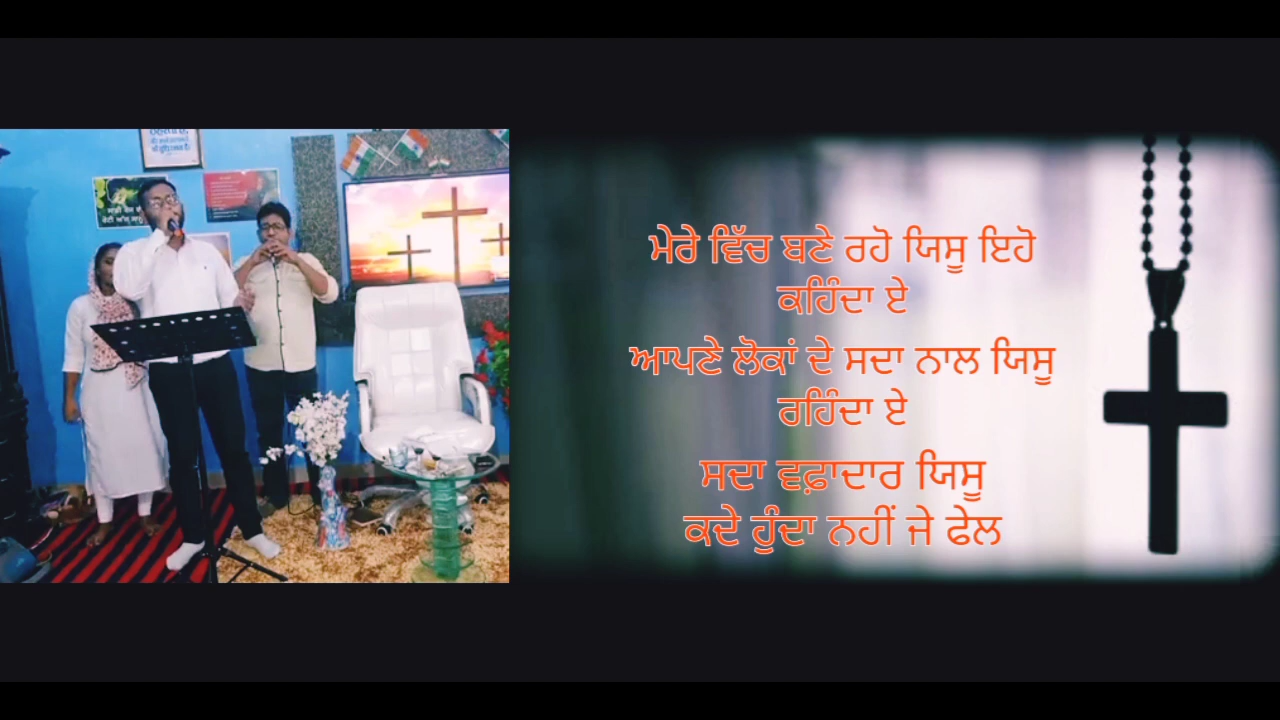 ਮੇਰੇ ਵਿੱਚ ਬਣੇ ਰਹੋ ਯਿਸੂ ਇਹੋ
ਕਹਿੰਦਾ ਏ
ਆਪਣੇ ਲੋਕਾਂ ਦੇ ਸਦਾ ਨਾਲ ਯਿਸੂ
ਰਹਿੰਦਾ ਏ
ਸਦਾ ਵਫ਼ਾਦਾਰ ਯਿਸੂ
ਕਦੇ ਹੁੰਦਾ ਨਹੀਂ ਜੇ ਫੇਲ